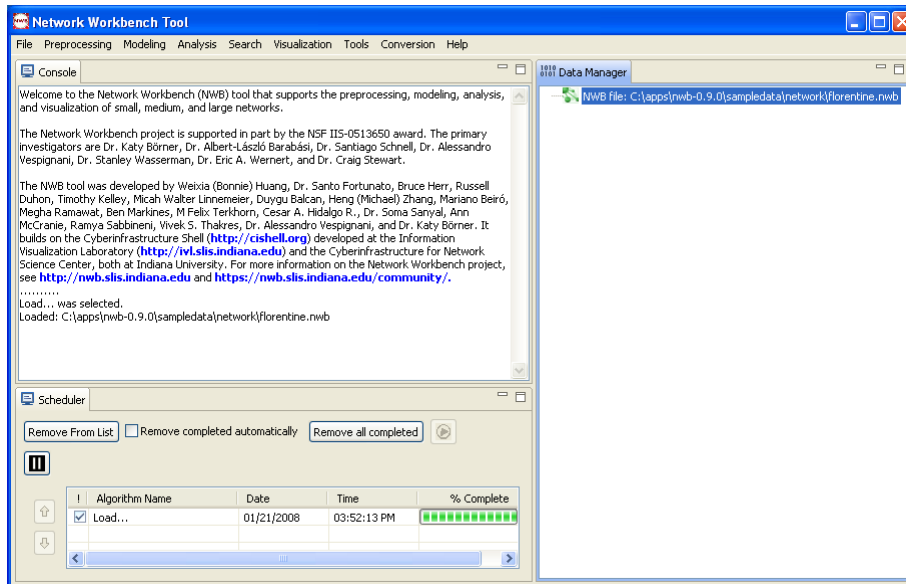 Network Workbench Tool
File Preprocessing Modeling Analysis Search Visualization Tools Conversion Help
Console
Welcome to the Network Workbench (NWB) tool that supports the preprocessing, modeling, analysis,
and visualization of small, medium, and large networks.
The Network Workbench project is supported in part by the NSF IIS-0513650 award. The primary
investigators are Dr. Katy Börner, Dr. Albert-László Barabási, Dr. Santiago Schnell, Dr. Alessandro
Vespignani, Dr. Stanley Wasserman, Dr. Eric A. Wernert, and Dr. Craig Stewart.
The NWB tool was developed by Weixia (Bonnie) Huang, Dr. Santo Fortunato, Bruce Herr, Russell
Duhon, Timothy Kelley, Micah Walter Linnemeier, Duygu Balcan, Heng (Michael) Zhang, Mariano Beiró,
Megha Ramawat, Ben Markines, M Felix Terkhorn, Cesar A. Hidalgo R., Dr. Soma Sanyal, Ann
McCranie, Ramya Sabbineni, Vivek S. Thakres, Dr. Alessandro Vespignani, and Dr. Katy Börner. It
builds on the Cyberinfrastructure Shell (http://cishell.org) developed at the Information
Visualization Laboratory (http://ivl.slis.indiana.edu) and the Cyberinfrastructure for Network
Science Center, both at Indiana University. For more information on the Network Workbench project,
see http://nwb.slis.indiana.edu and https://nwb.slis.indiana.edu/community/.
..........
Load... was selected.
Loaded: C:\apps\nwb-0.9.0\sampledata\network\florentine.nwb
Data Manager
NWB file: C:\apps\nwb-0.9.0\sampledata\network\florentine.nwb
Scheduler
Remove From List Remove completed automatically Remove all completed
! Algorithm Name Date Time % Complete
Load... 01/21/2008 03:52:13 PM